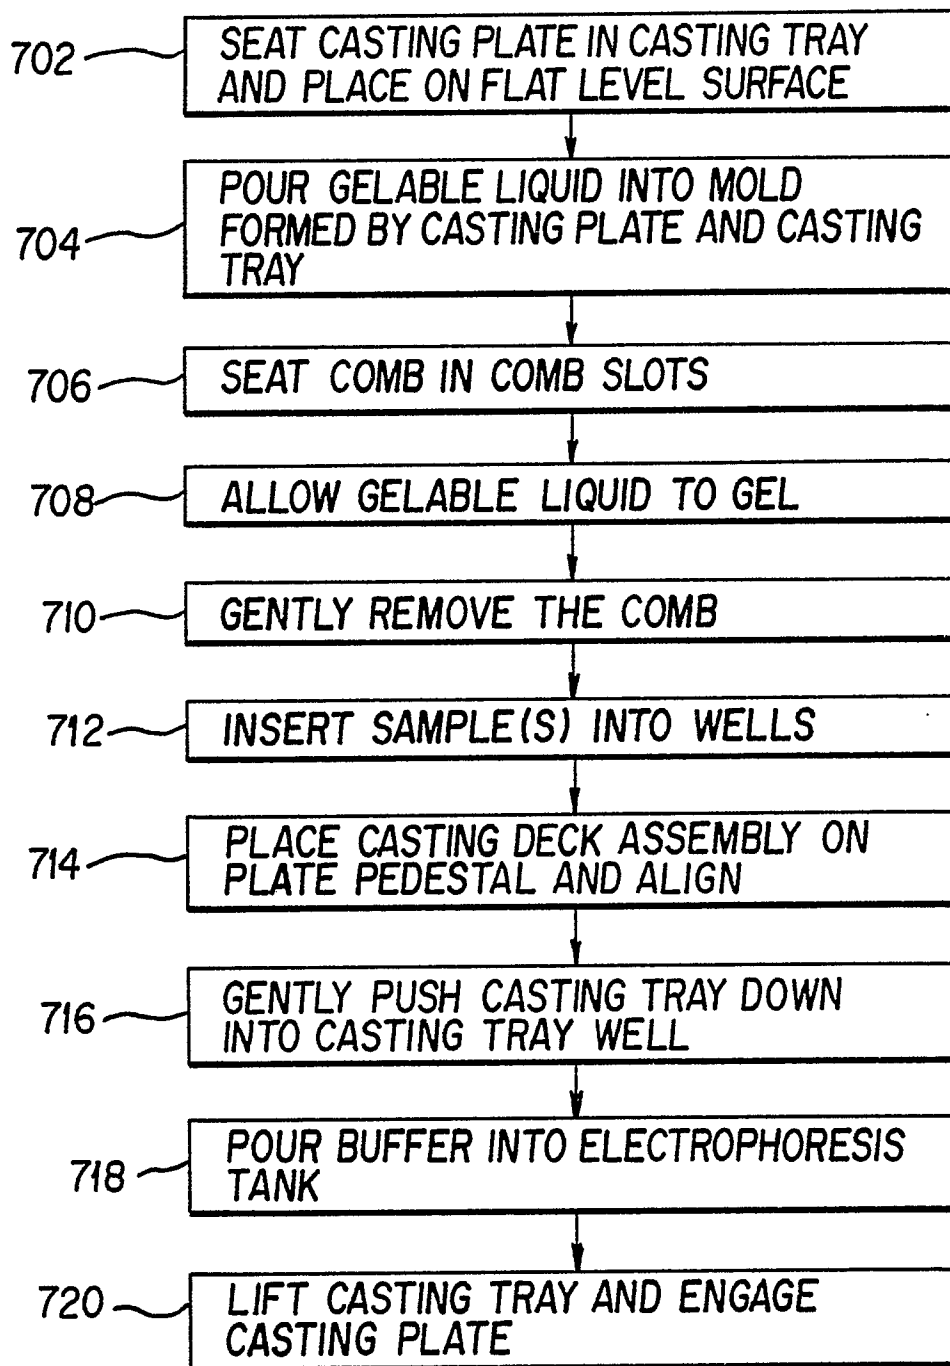 702
SEAT CASTING PLATE IN CASTING TRAY
AND PLACE ON FLAT LEVEL SURFACE
704
POUR GELABLE LIQUID INTO MOLD
FORMED BY CASTING PLATE AND CASTING
TRAY
706
SEAT COMB IN COMB SLOTS
708
ALLOW GELABLE LIQUID TO GEL
710
GENTLY REMOVE THE COMB
712
INSERT SAMPLE(S) INTO WELLS
714
PLACE CASTING DECK ASSEMBLY ON
PLATE PEDESTAL AND ALIGN
716
GENTLY PUSH CASTING TRAY DOWN
INTO CASTING TRAY WELL
718
POUR BUFFER INTO ELECTROPHORESIS
TANK
720
LIFT CASTING TRAY AND ENGAGE
CASTING PLATE